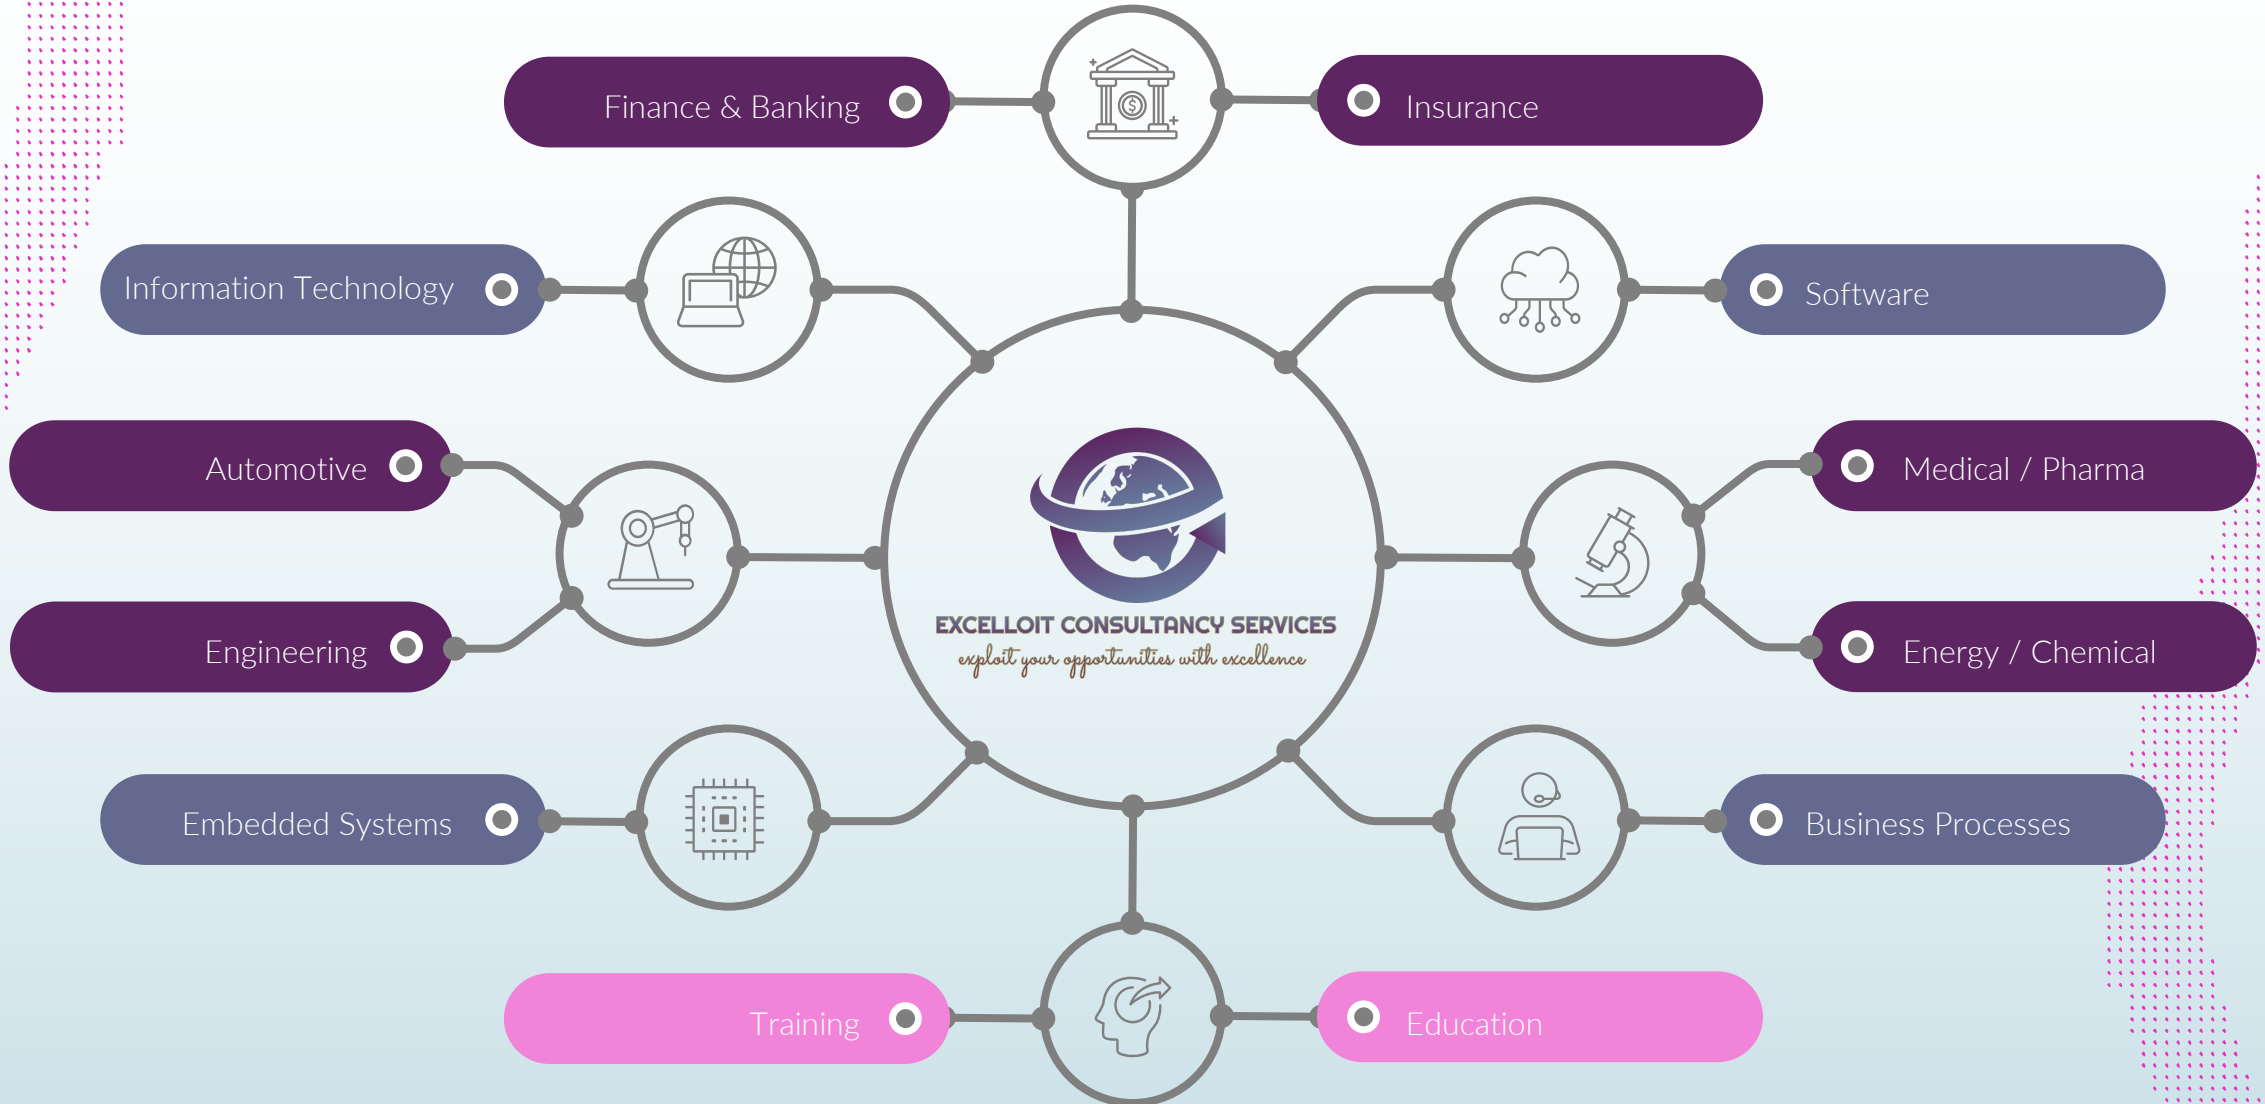 Finance & Banking
Insurance
Information Technology
Software
Automotive
Medical / Pharma
EXCELLOIT CONSULTANCY SERVICES
exploit your opportunities with excellence
Engineering
Energy / Chemical
Embedded Systems
Business Processes
Training
Education